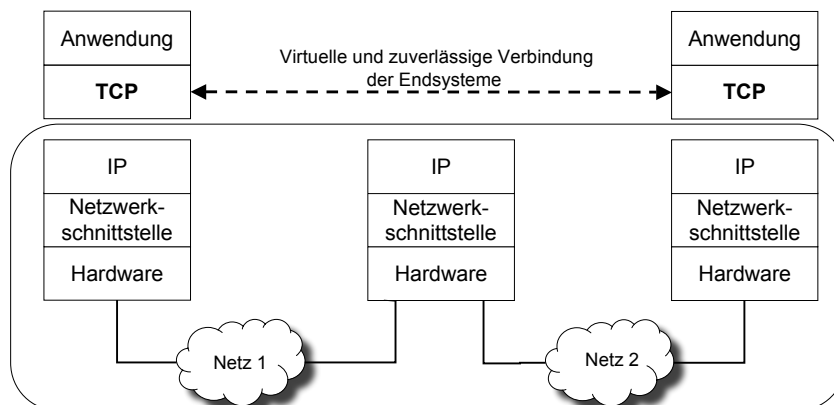 Anwendung
TCP
Virtuelle und zuverlässige Verbindung
der Endsysteme
Anwendung
TCP
IP
Netzwerk-
schnittstelle
Hardware
IP
Netzwerk-
schnittstelle
Hardware
IP
Netzwerk-
schnittstelle
Hardware
Netz 1
Netz 2